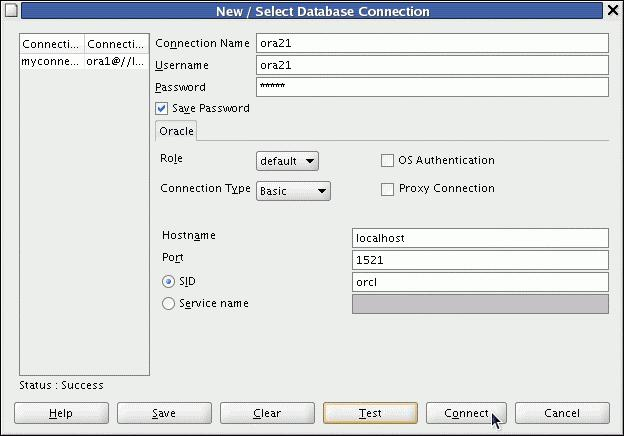 New / Select Database Connection
Connecti... Connecti...
myconne... ora1@//l...
Connection Name ora21
Username ora21
Password *****
Save Password
Oracle
Role default OS Authentication
Connection Type Basic Proxy Connection
Hostname localhost
Port 1521
SID orcl
Service name
Status : Success
Help Save Clear Test Connect Cancel